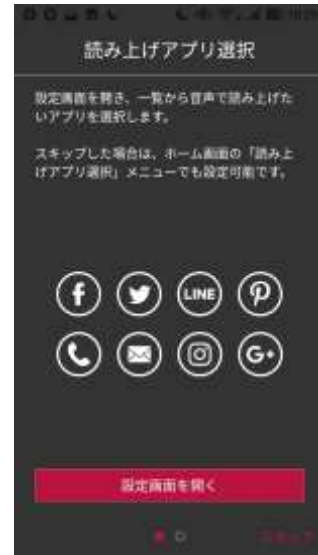 読み上げアプリ選択
設定画面を開き、一覧から音声で読み上げた
いアプリを選択します。
スキップした場合は、ホーム画面の「読み上
げアプリ選択」メニューでも設定可能です。
LINE
G+
設定画面を開く
スキップ